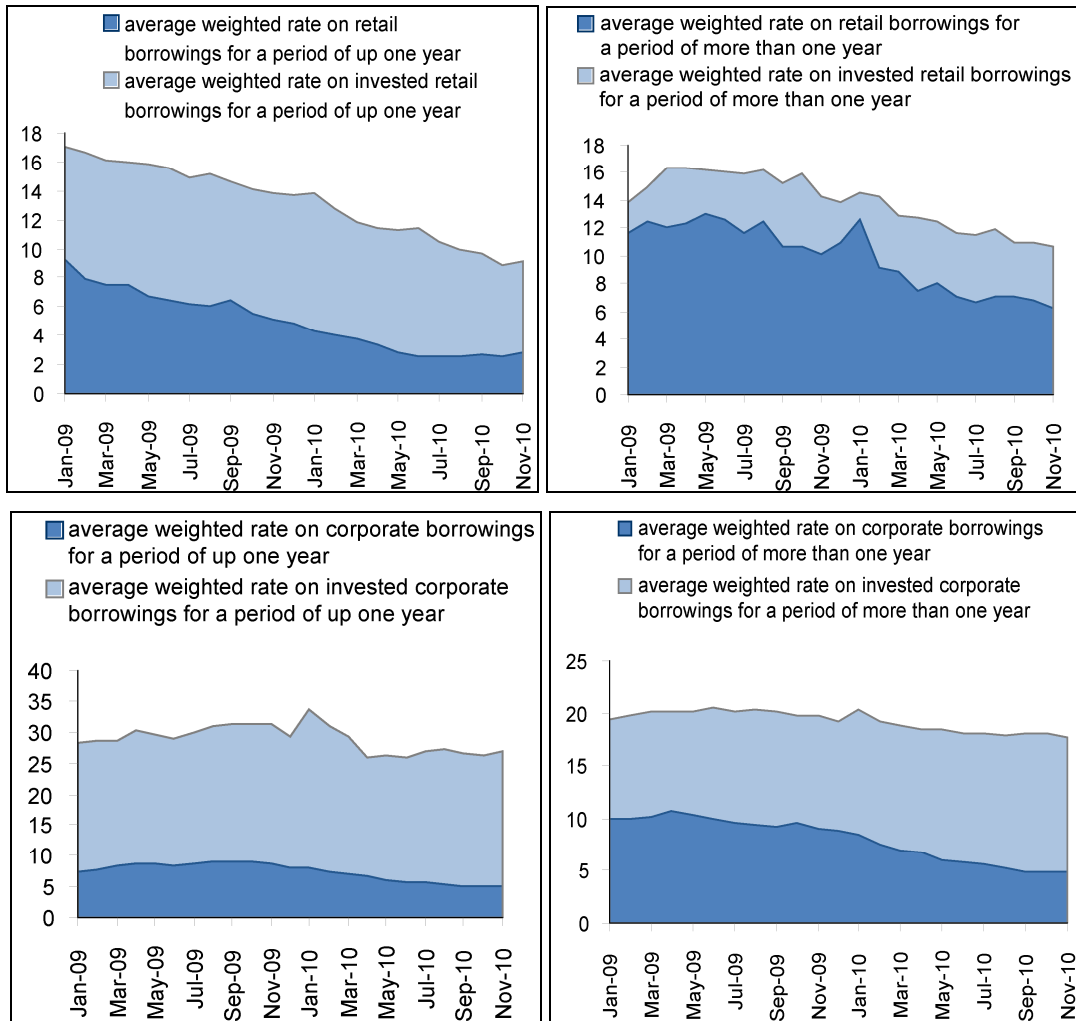 average weighted rate on retail
borrowings for a period of up one year
average weighted rate on invested retail
borrowings for a period of up one year
18
16
14
12
10
8
6
4
2
0
Jan-09
Mar-09
May-09
Jul-09
Sep-09
Nov-09
Jan-10
Mar-10
May-10
Jul-10
Sep-10
Nov-10
average weighted rate on retail borrowings for
a period of more than one year
average weighted rate on invested retail borrowings
for a period of more than one year
18
16
14
12
10
8
6
4
2
0
Jan-09
Mar-09
May-09
Jul-09
Sep-09
Nov-09
Jan-10
Mar-10
May-10
Jul-10
Sep-10
Nov-10
average weighted rate on corporate borrowings
for a period of up one year
average weighted rate on invested corporate
borrowings for a period of up one year
40
35
30
25
20
15
10
5
0
Jan-09
Mar-09
May-09
Jul-09
Sep-09
Nov-09
Jan-10
Mar-10
May-10
Jul-10
Sep-10
Nov-10
average weighted rate on corporate borrowings
for a period of more than one year
average weighted rate on invested corporate
borrowings for a period of more than one year
25
20
15
10
5
0
Jan-09
Mar-09
May-09
Jul-09
Sep-09
Nov-09
Jan-10
Mar-10
May-10
Jul-10
Sep-10
Nov-10